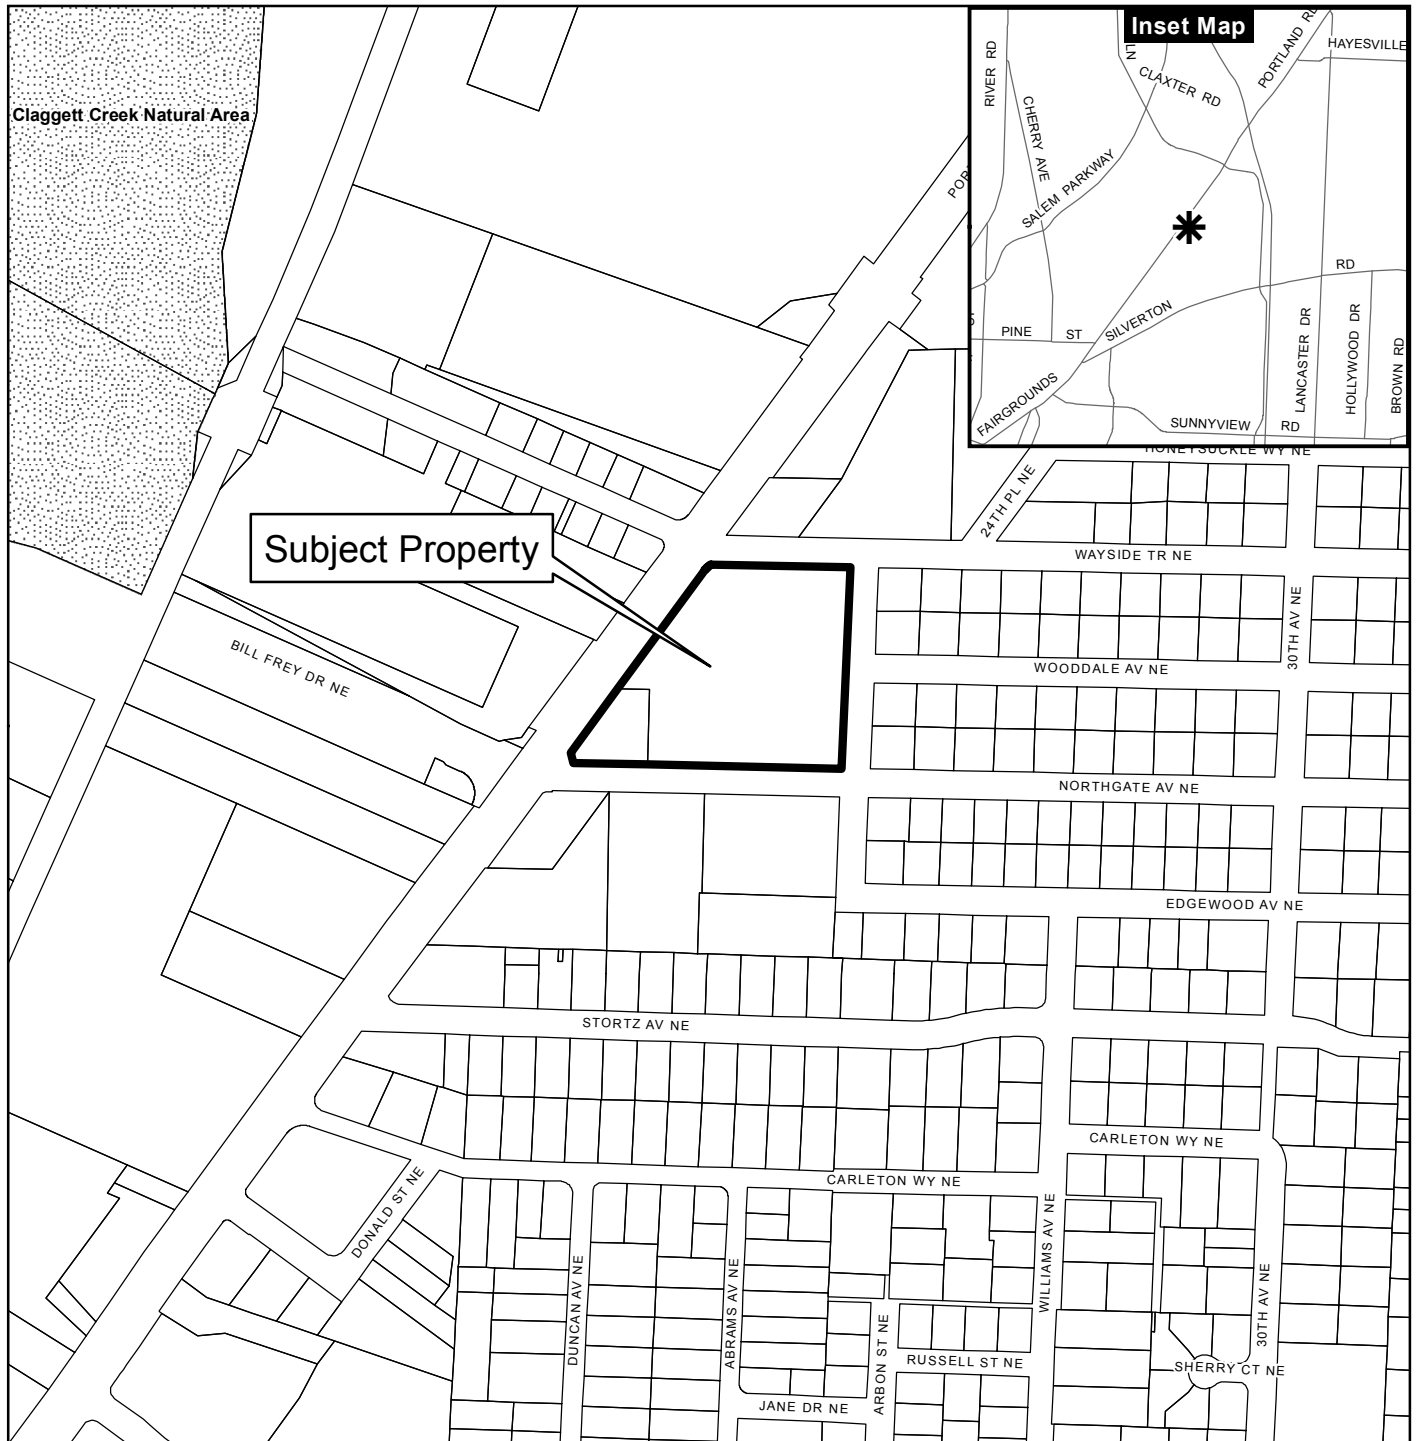 Inset Map
RIVER RD
LN
CLAXTER RD
PORTLAND RD
HAYESVILLE
CHERRY AVE
SALEM PARKWAY
RD
PINE ST
SILVERTON
FAIRGROUNDS
LANCASTER DR
HOLLYWOOD DR
BROWN RD
SUNNYVIEW RD
Claggett Creek Natural Area
HONEYSUCKLE WY NE
24TH PL NE
Subject Property
WAYSIDE TR NE
30TH AV NE
BILL FREY DR NE
WOODDALE AV NE
NORTHGATE AV NE
EDGEWOOD AV NE
STORTZ AV NE
CARLETON WY NE
CARLETON WY NE
DONALD ST NE
WILLIAMS AV NE
DUNCAN AV NE
ABRAMS AV NE
ARBON ST NE
30TH AV NE
RUSSELL ST NE
SHERRY CT NE
JANE DR NE